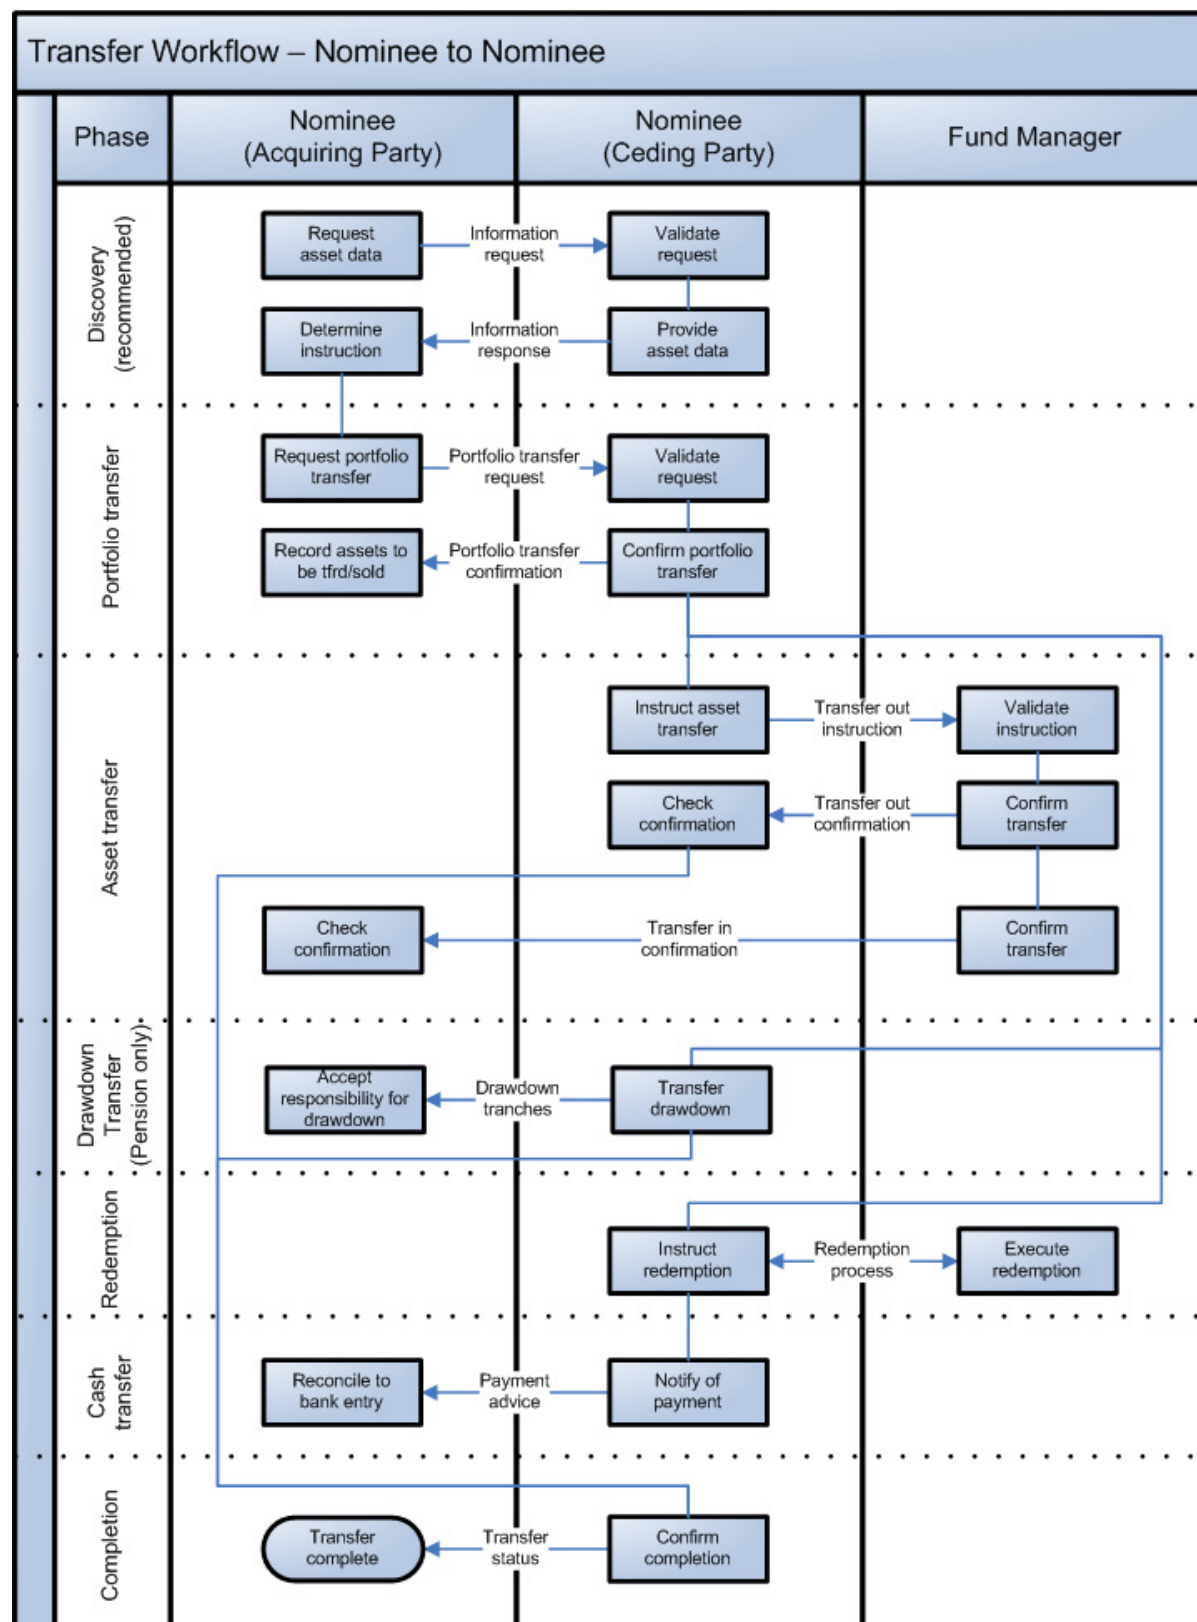 Transfer Workflow – Nominee to Nominee
Phase
Nominee
(Acquiring Party)
Nominee
(Ceding Party)
Fund Manager
Discovery
(recommended)
Request
asset data
Information
request
Validate
request
Determine
instruction
Information
response
Provide
asset data
Portfolio transfer
Request portfolio
transfer
Portfolio transfer
request
Validate
request
Record assets to
be tfrd/sold
Portfolio transfer
confirmation
Confirm portfolio
transfer
Asset transfer
Instruct asset
transfer
Transfer out
instruction
Validate
instruction
Check
confirmation
Transfer out
confirmation
Confirm
transfer
Check
confirmation
Transfer in
confirmation
Confirm
transfer
Drawdown
Transfer
(Pension only)
Accept
responsibility for
drawdown
Drawdown
tranches
Transfer
drawdown
Redemption
Instruct
redemption
Redemption
process
Execute
redemption
Cash
transfer
Reconcile to
bank entry
Payment
advice
Notify of
payment
Completion
Transfer
complete
Transfer
status
Confirm
completion